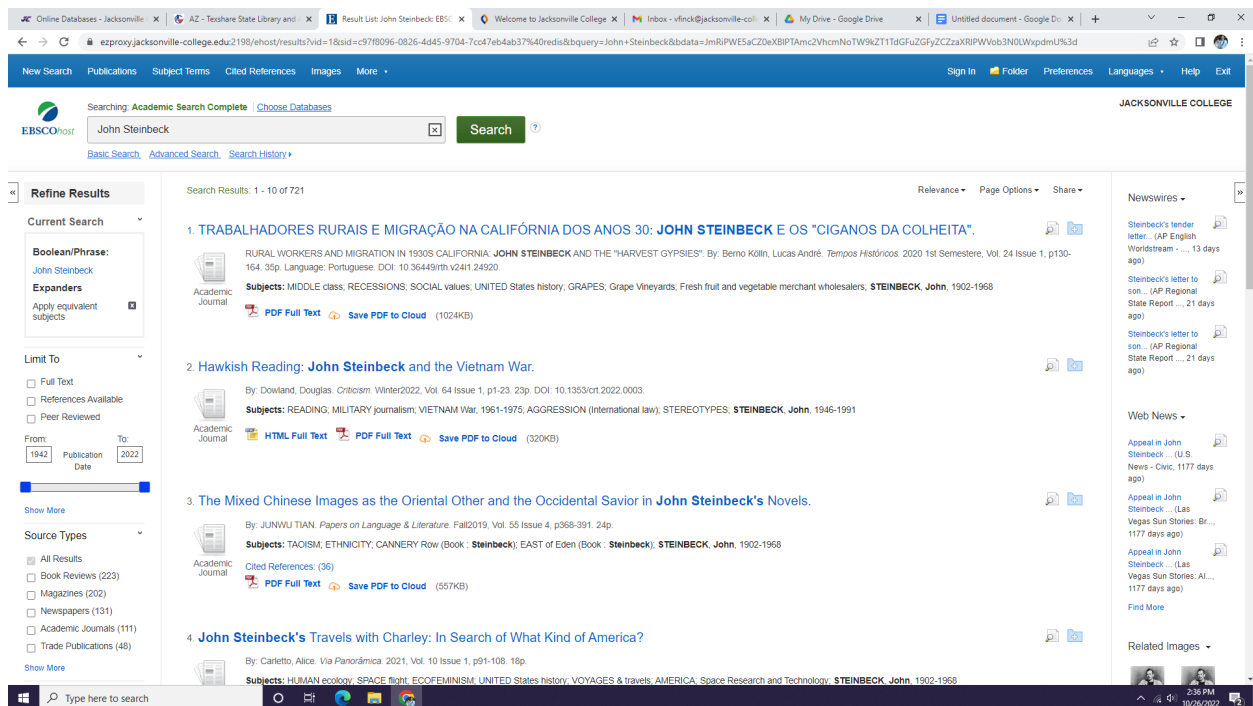 Online Databases - Jacksonville
AZ - Texshare State Library and
Result List: John Steinbeck: EBSC
Welcome to Jacksonville College
Inbox - vfinck@jacksonville-coll
My Drive - Google Drive
Untitled document - Google Do
ezproxy.jacksonville-college.edu:2198/ehost/results?vid=1&sid=c97f8096-0826-4d45-9704-7cc47eb4ab37%40redis&bquery=John+Steinbeck&bdata=JmRiPWE5aCZ0eXBlPTAmc2VhcmNoTW9kZT1TdGFuZGFyZCZzaXRlPWVob3N0LWxpdmU%3d
New Search Publications Subject Terms Cited References Images More Sign In Folder Preferences Languages Help Exit
Searching: Academic Search Complete Choose Databases
JACKSONVILLE COLLEGE
EBSCOhost
John Steinbeck
Search
Basic Search Advanced Search Search History
Refine Results
Current Search
Boolean/Phrase:
John Steinbeck
Expanders
Apply equivalent
subjects
Limit To
Full Text
References
Available
Peer Reviewed
From: To:
1942 Publication 2022
Date
Show More
Source Types
All Results
Book Reviews (223)
Magazines (202)
Newspapers (131)
Academic Journals (111)
Trade Publications (48)
Show More
Search Results: 1 - 10 of 721
Relevance Page Options Share
1. TRABALHADORES RURAIS E MIGRAÇÃO NA CALIFÓRNIA DOS ANOS 30: JOHN STEINBECK E OS "CIGANOS DA COLHEITA".
RURAL WORKERS AND MIGRATION IN 1930S CALIFORNIA: JOHN STEINBECK AND THE "HARVEST GYPSIES". By: Berno Kölln, Lucas André. Tempos Históricos. 2020 1st Semestere, Vol. 24 Issue 1, p130-
164. 35p. Language: Portuguese. DOI: 10.36449/rth.v24i1.24920.
Subjects: MIDDLE class; RECESSIONS; SOCIAL values; UNITED States history; GRAPES; Grape Vineyards; Fresh fruit and vegetable merchant wholesalers; STEINBECK, John, 1902-1968
Academic
Journal
PDF Full Text Save PDF to Cloud (1024KB)
2. Hawkish Reading: John Steinbeck and the Vietnam War.
By: Dowland, Douglas. Criticism. Winter2022, Vol. 64 Issue 1, p1-23. 23p. DOI: 10.1353/crt.2022.0003.
Subjects: READING; MILITARY journalism; VIETNAM War, 1961-1975; AGGRESSION (International law); STEREOTYPES; STEINBECK, John, 1946-1991
Academic
Journal
HTML Full Text PDF Full Text Save PDF to Cloud (320KB)
3. The Mixed Chinese Images as the Oriental Other and the Occidental Savior in John Steinbeck's Novels.
By: JUNWU TIAN. Papers on Language & Literature. Fall2019, Vol. 55 Issue 4, p368-391. 24p.
Subjects: TAOISM; ETHNICITY; CANNERY Row (Book : Steinbeck); EAST of Eden (Book : Steinbeck); STEINBECK, John, 1902-1968
Academic
Journal
Cited References: (36)
PDF Full Text Save PDF to Cloud (557KB)
4. John Steinbeck's Travels with Charley: In Search of What Kind of America?
By: Carletto, Alice. Via Panorâmica. 2021, Vol. 10 Issue 1, p91-108. 18p.
Subjects: HUMAN ecology; SPACE flight; ECOFEMINISM; UNITED States history; VOYAGES & travels; AMERICA; Space Research and Technology; STEINBECK, John, 1902-1968
Newswires
Steinbeck's tender
letter... (AP English
Worldstream - ..., 13 days
ago)
Steinbeck's letter to
son... (AP Regional
State Report ..., 21 days
ago)
Steinbeck's letter to
son... (AP Regional
State Report ..., 21 days
ago)
Web News
Appeal in John
Steinbeck ... (U.S.
News - Civic, 1177 days
ago)
Appeal in John
Steinbeck ... (Las
Vegas Sun Stories: Br...,
1177 days ago)
Appeal in John
Steinbeck ... (Las
Vegas Sun Stories: Al...,
1177 days ago)
Find More
Related Images
Type here to search
2:36 PM
10/26/2022
2